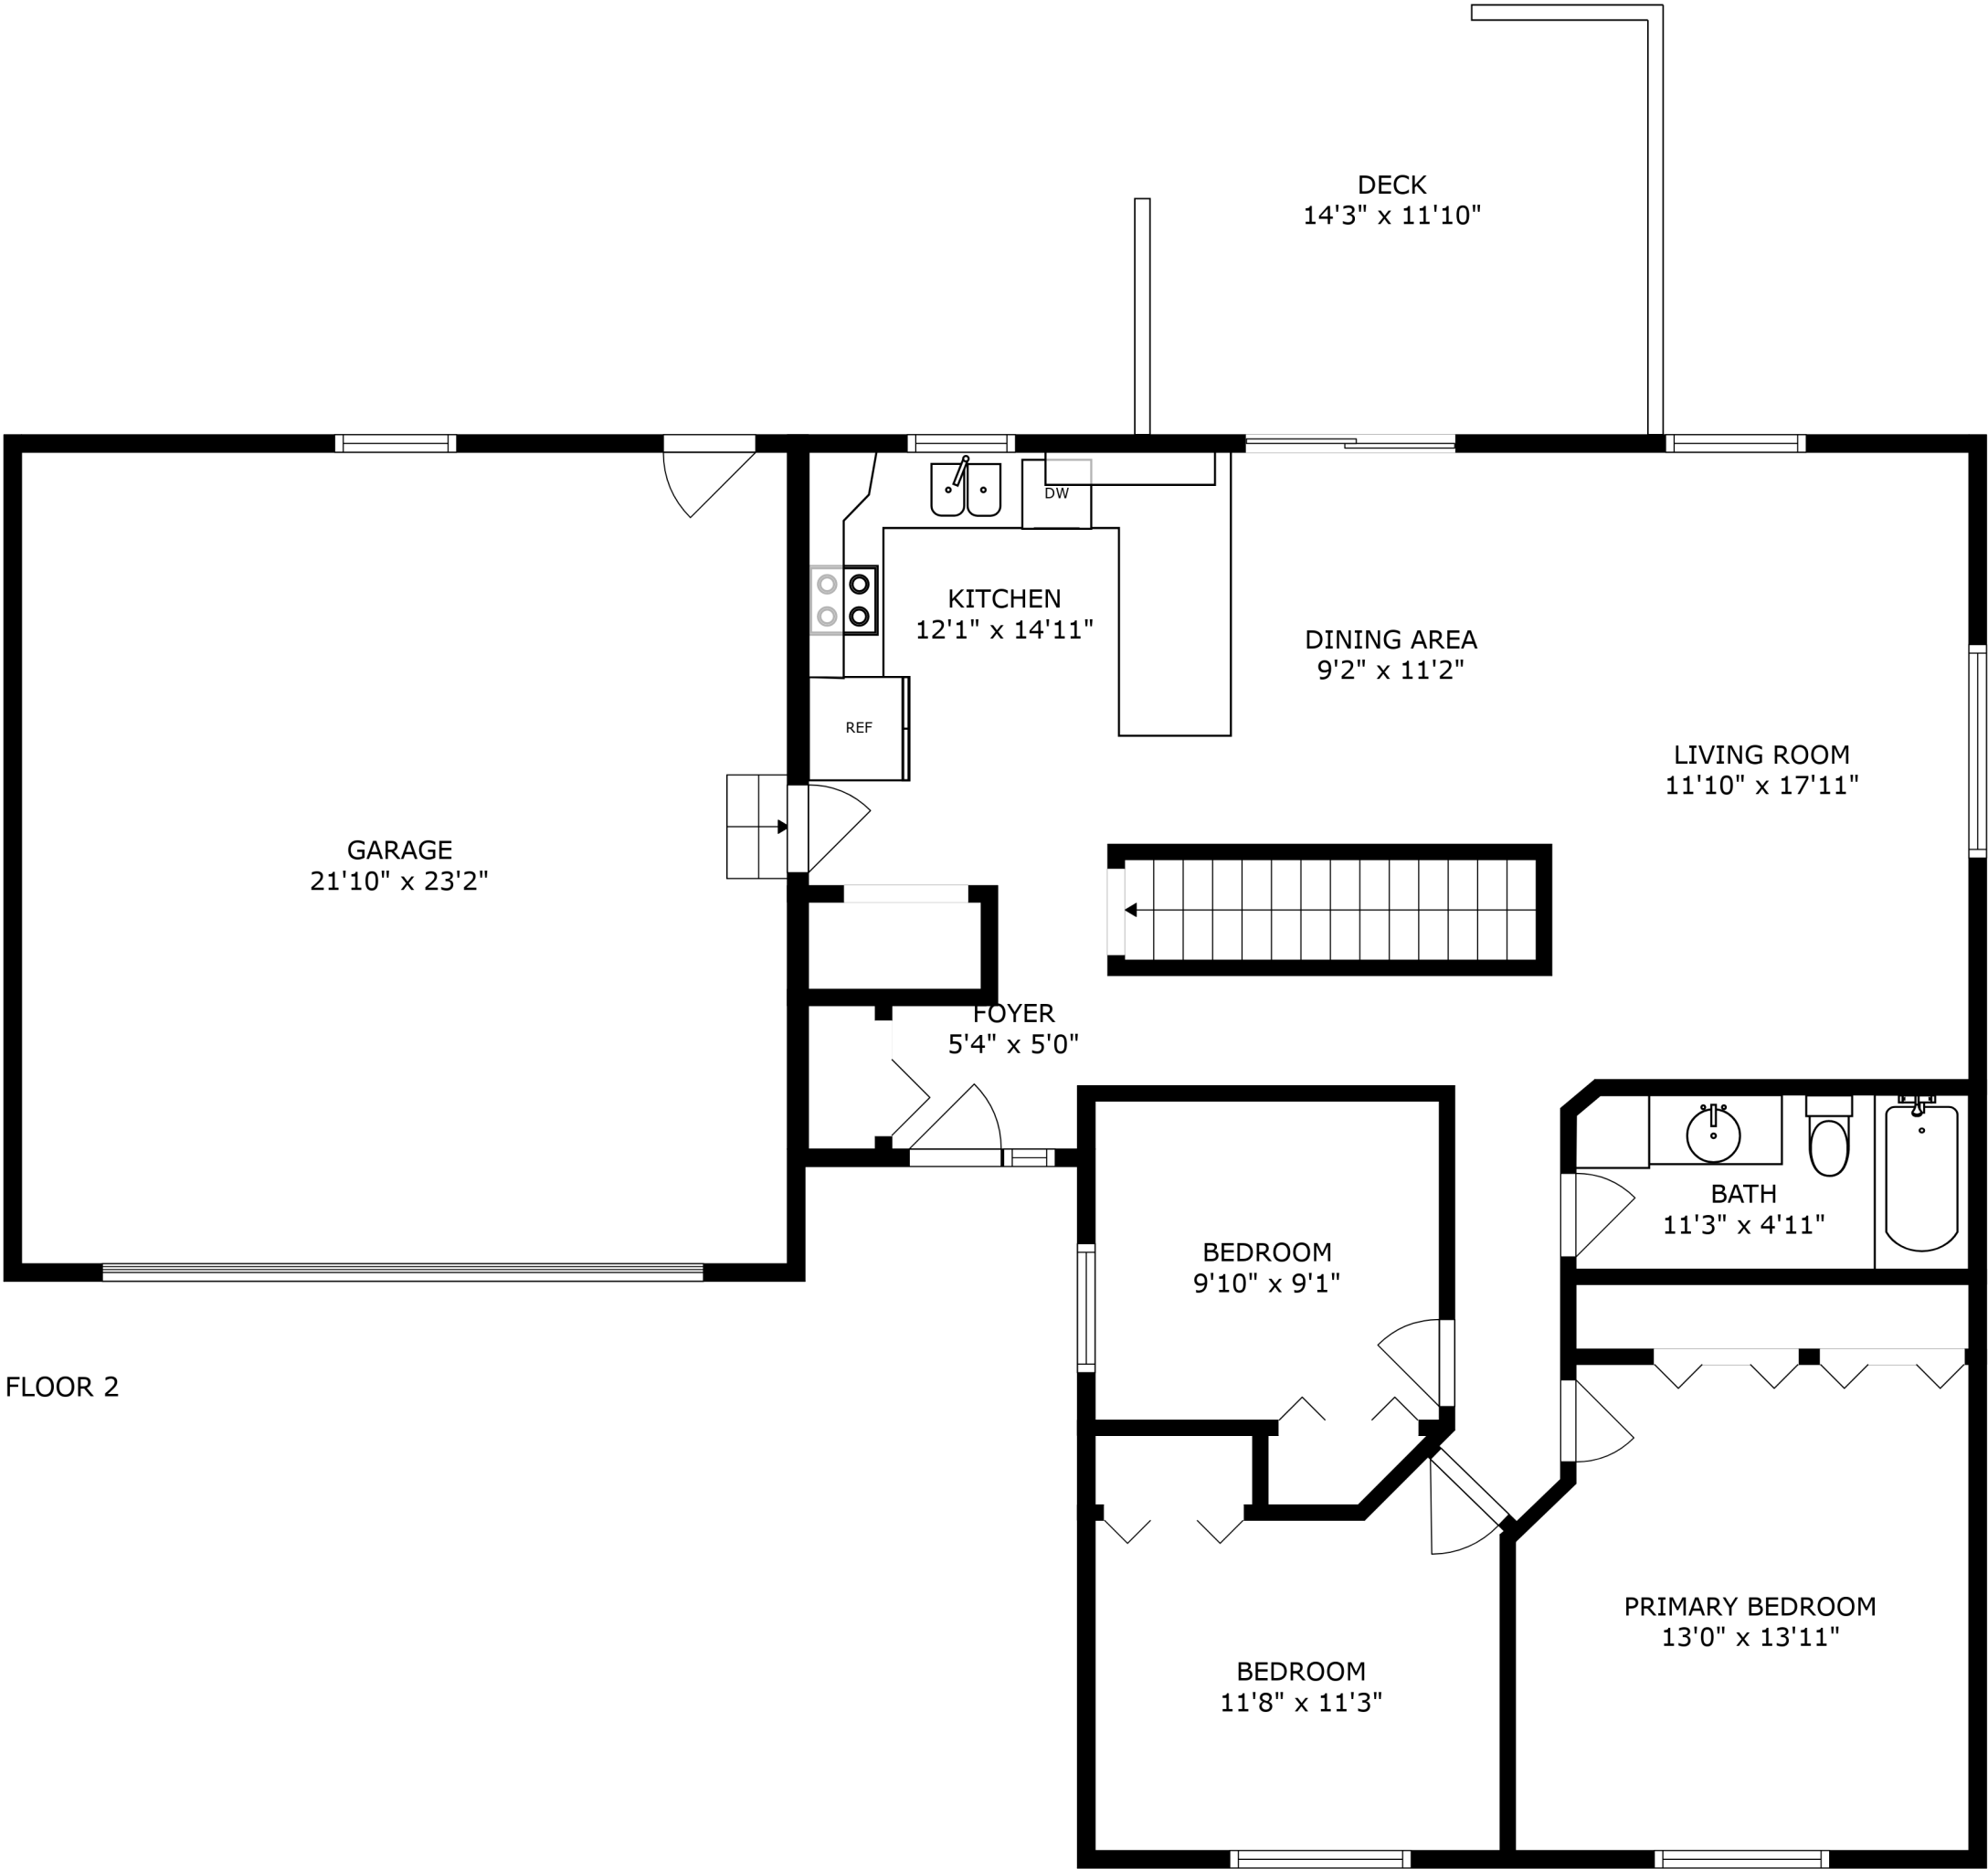 DECK
14'3" x 11'10"
DW
KITCHEN
12'1" x 14'11"
DINING AREA
9'2" x 11'2"
REF
LIVING ROOM
11'10" x 17'11"
GARAGE
21'10" x 23'2"
FOYER
5'4" x 5'0"
BATH
11'3" x 4'11"
BEDROOM
9'10" x 9'1"
FLOOR 2
PRIMARY BEDROOM
13'0" x 13'11"
BEDROOM
11'8" x 11'3"